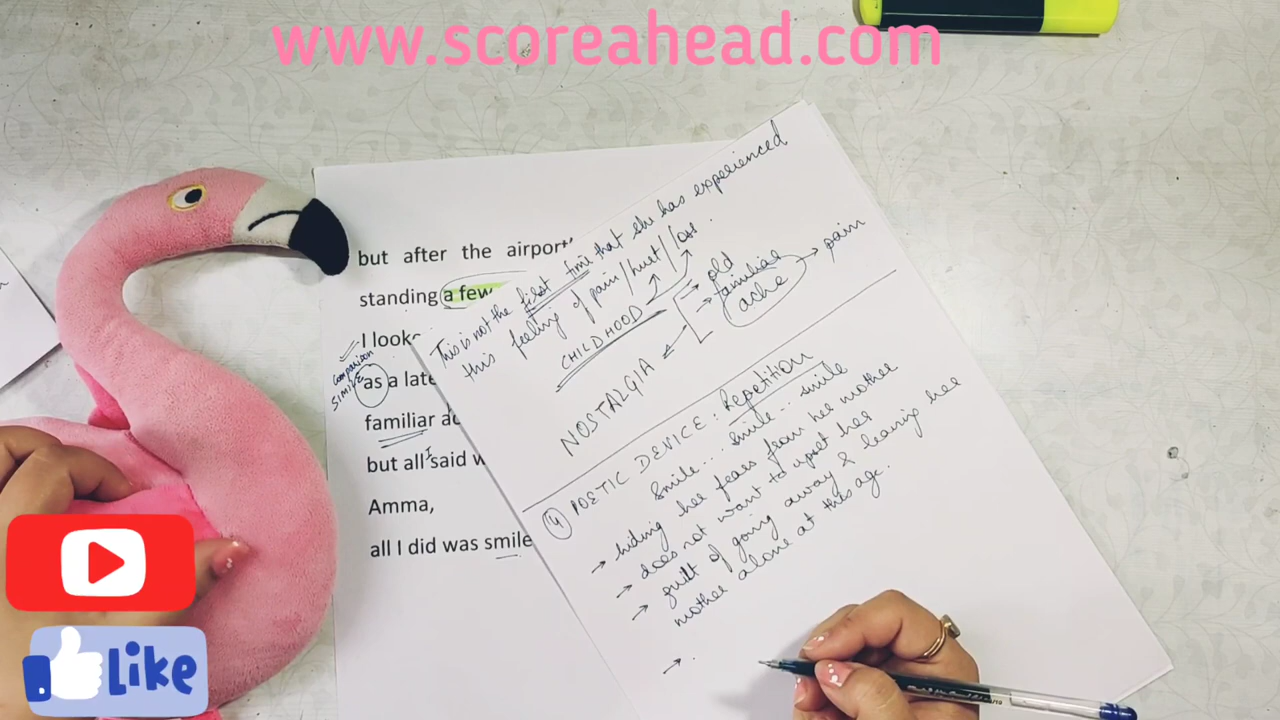 www.scoreahead.com
but after the airport
standing a few
I look
Comparison
SIMILE
as a late
familiar ac
but all I said w
Amma,
all I did was smile
This is not the first time that she has experienced
this feeling of pain/hurt/loss.
CHILDHOOD
→ old
→ familiar
ache → pain
NOSTALGIA
4 POETIC DEVICE: Repetition
Smile... Smile... smile
→ hiding her fears from her mother
→ does not want to upset her
→ guilt of going away & leaving her
mother alone at this age.
→
Like